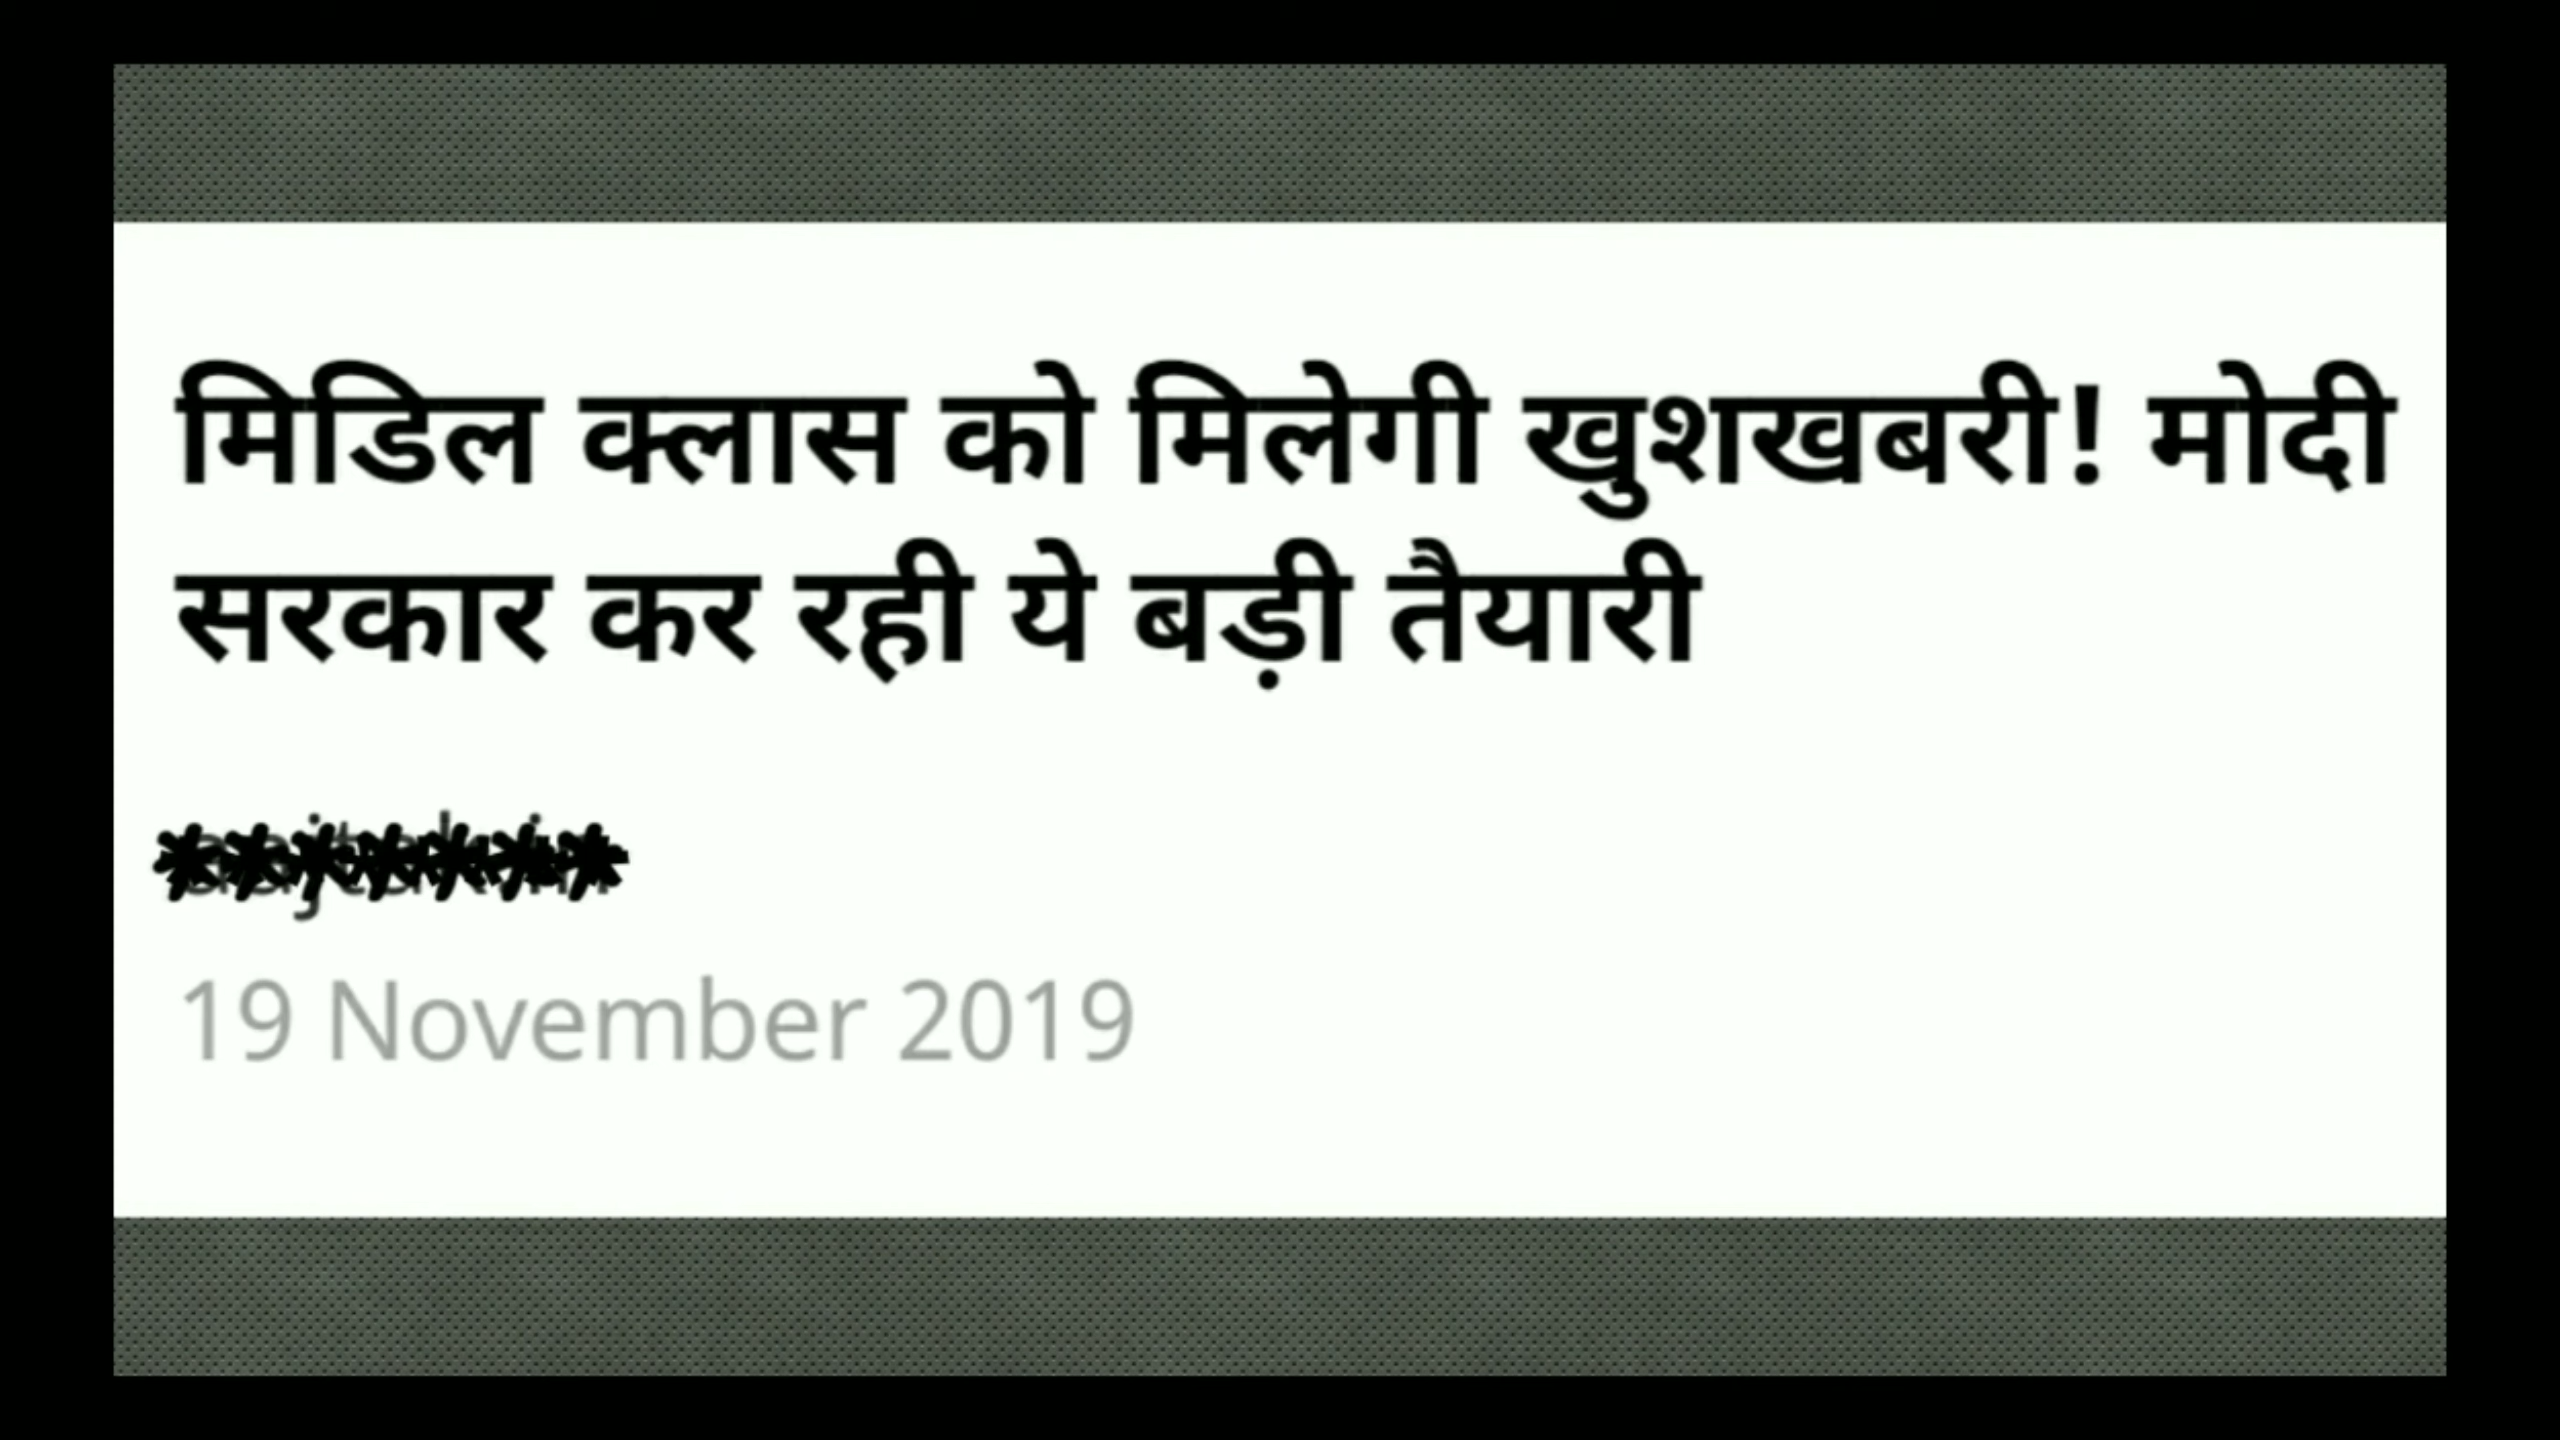 मिडिल क्लास को मिलेगी खुशखबरी! मोदी
सरकार कर रही ये बड़ी तैयारी
19 November 2019